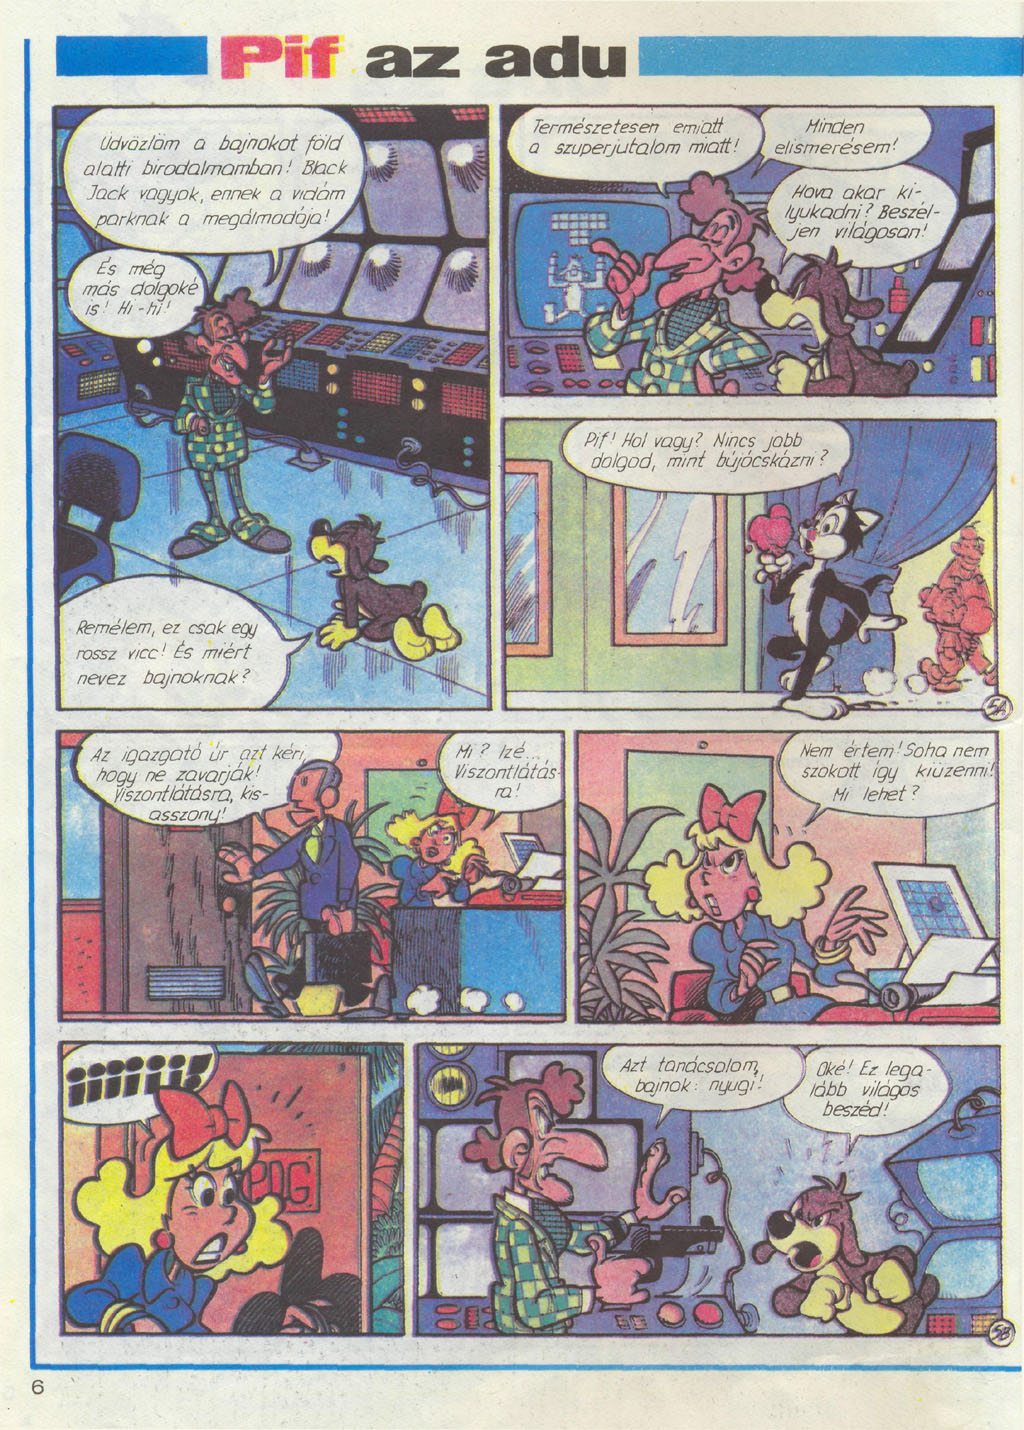 Pif az adu
Üdvözlöm a bajnokot föld
alatti birodalmamban! Black
Jack vagyok, ennek a vidám
parknak a megálmodója!
És még
más dolgoké
is! Hi-hi!
Remélem, ez csak egy
rossz vicc! És miért
nevez bajnoknak?
Természetesen emiatt
a szuperjutalom miatt!
Minden
elismerésem!
Hova akar ki-
lyukadni? Beszél-
jen világosan!
Pif! Hol vagy? Nincs jobb
dolgod, mint bújócskázni?
5A
Az igazgató úr azt kéri,
hogy ne zavarják!
Viszontlátásra, kis-
asszony!
Mi? Izé...
Viszontlátás-
ra!
Nem értem! Soha nem
szokott így kiüzenni!
Mi lehet?
iiiiii!
PDG
Azt tanácsolom,
bajnok: nyugi!
Oké! Ez lega-
lább világos
beszéd!
5B
6